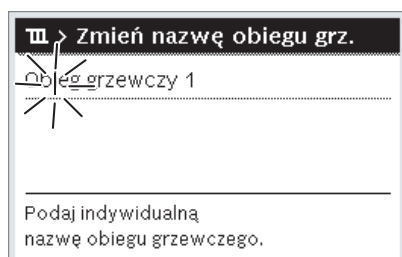 > Zmień nazwę obiegu grz.
Obieg grzewczy 1
Podaj indywidualną
nazwę obiegu grzewczego.